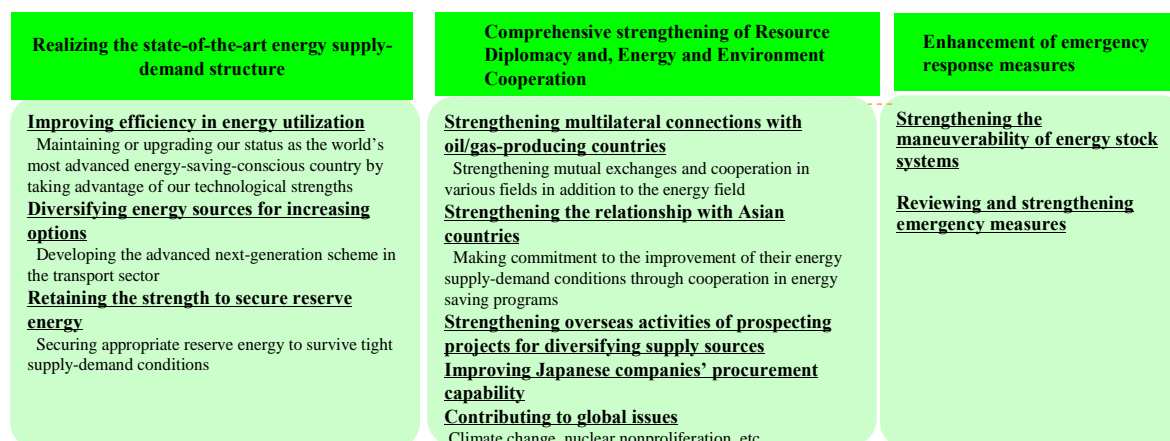 Realizing the state-of-the-art energy supply-
demand structure
Improving efficiency in energy utilization
Maintaining or upgrading our status as the world's
most advanced energy-saving-conscious country by
taking advantage of our technological strengths
Diversifying energy sources for increasing
options
Developing the advanced next-generation scheme in
the transport sector
Retaining the strength to secure reserve
energy
Securing appropriate reserve energy to survive tight
supply-demand conditions
Comprehensive strengthening of Resource
Diplomacy and, Energy and Environment
Cooperation
Strengthening multilateral connections with
oil/gas-producing countries
Strengthening mutual exchanges and cooperation in
various fields in addition to the energy field
Strengthening the relationship with Asian
countries
Making commitment to the improvement of their energy
supply-demand conditions through cooperation in energy
saving programs
Strengthening overseas activities of prospecting
projects for diversifying supply sources
Improving Japanese companies' procurement
capability
Contributing to global issues
Climate change, nuclear nonproliferation, etc
Enhancement of emergency
response measures
Strengthening the
maneuverability of energy stock
systems
Reviewing and strengthening
emergency measures